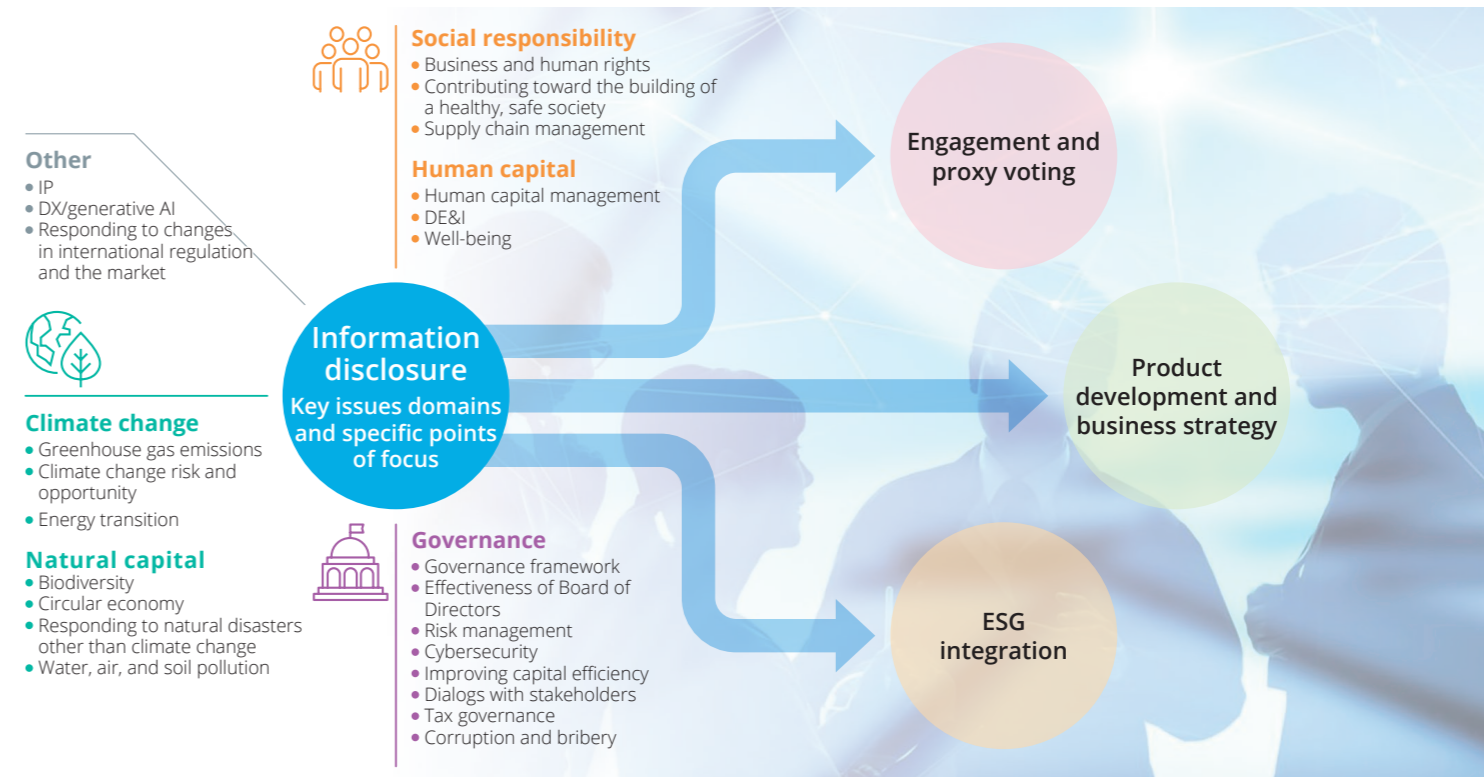 Other
• IP
• DX/generative AI
• Responding to changes
in international regulation
and the market
Climate change
• Greenhouse gas emissions
• Climate change risk and
opportunity
• Energy transition
Natural capital
• Biodiversity
• Circular economy
• Responding to natural disasters
other than climate change
• Water, air, and soil pollution
Social responsibility
• Business and human rights
• Contributing toward the building of
a healthy, safe society
• Supply chain management
Human capital
• Human capital management
• DE&I
• Well-being
Information
disclosure
Key issues domains
and specific points
of focus
Governance
• Governance framework
• Effectiveness of Board of
Directors
• Risk management
• Cybersecurity
• Improving capital efficiency
• Dialogs with stakeholders
• Tax governance
• Corruption and bribery
Engagement and
proxy voting
Product
development and
business strategy
ESG
integration